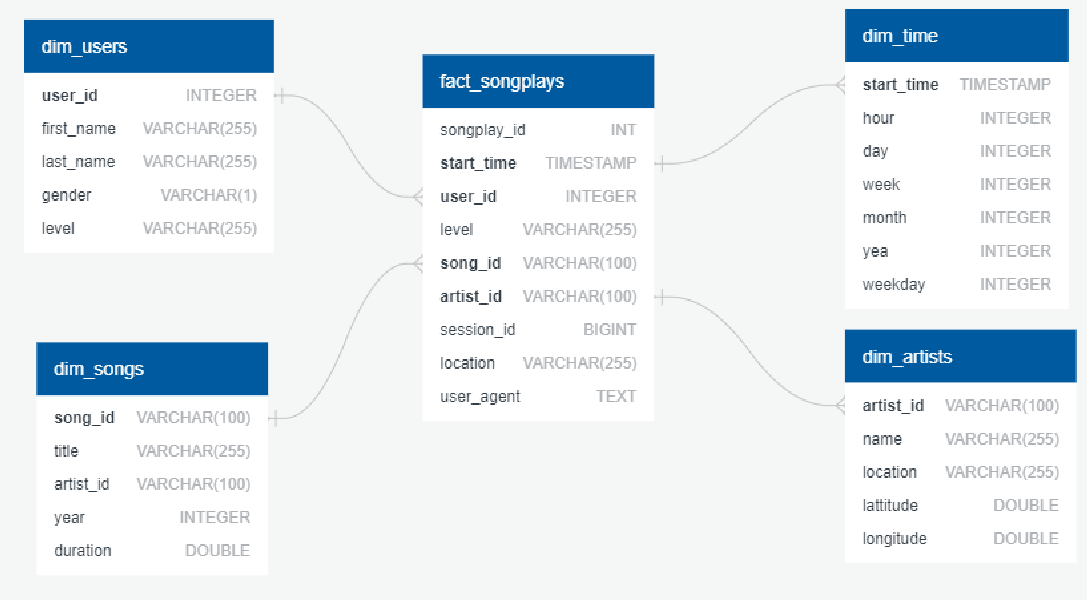 dim_users
user_id INTEGER
first_name VARCHAR(255)
last_name VARCHAR(255)
gender VARCHAR(1)
level VARCHAR(255)
fact_songplays
songplay_id INT
start_time TIMESTAMP
user_id INTEGER
level VARCHAR(255)
song_id VARCHAR(100)
artist_id VARCHAR(100)
session_id BIGINT
location VARCHAR(255)
user_agent TEXT
dim_time
start_time TIMESTAMP
hour INTEGER
day INTEGER
week INTEGER
month INTEGER
yea INTEGER
weekday INTEGER
dim_songs
song_id VARCHAR(100)
title VARCHAR(255)
artist_id VARCHAR(100)
year INTEGER
duration DOUBLE
dim_artists
artist_id VARCHAR(100)
name VARCHAR(255)
location VARCHAR(255)
lattitude DOUBLE
longitude DOUBLE